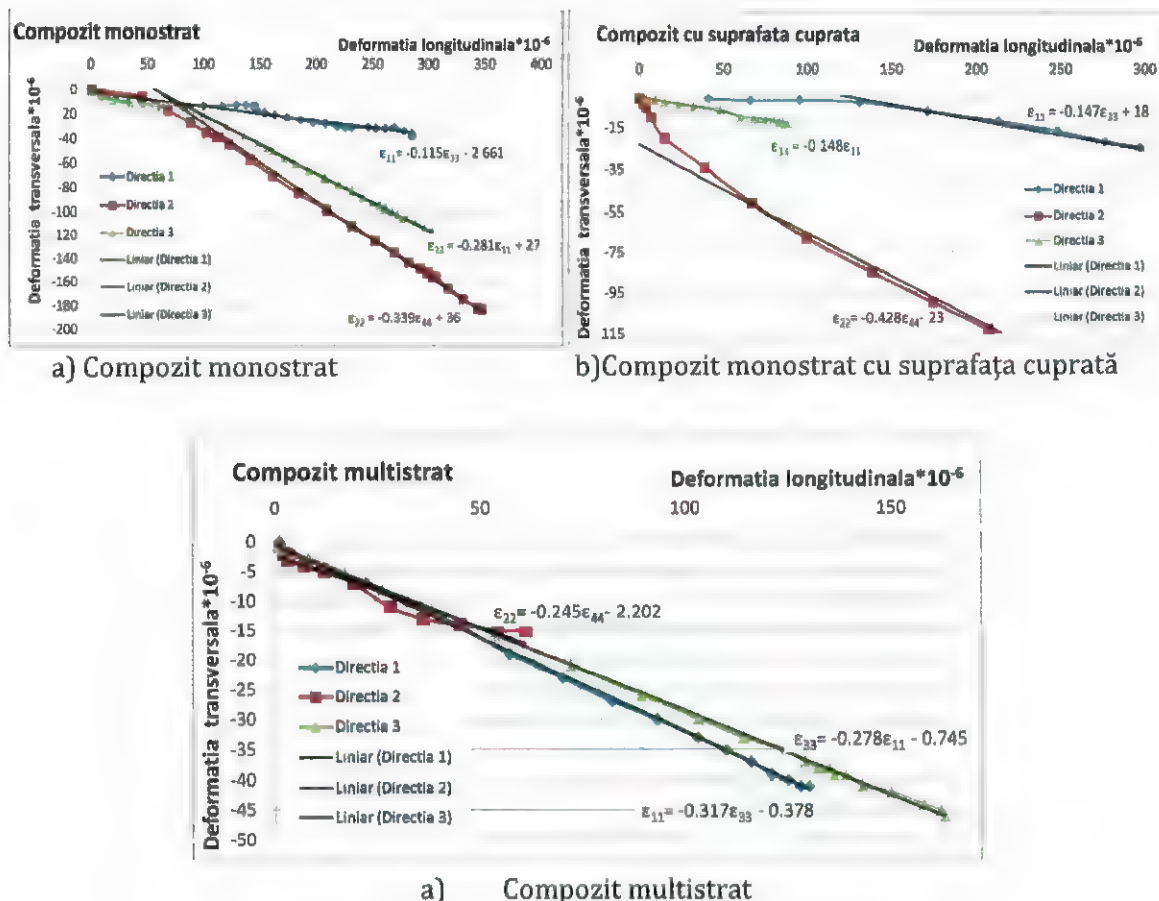 Compozit monostrat
Deformatia longitudinala*10⁻⁶
0 50 100 150 200 250 300 350 400
Deformatia transversala*10⁻⁶
0
20
-40
-60
-80
-100
120
-140
-160
-180
-200
Directia 1
Directia 2
Directia 3
Liniar (Directia 1)
Liniar (Directia 2)
Liniar (Directia 3)
ε₁₁= -0.115ε₃₃ - 2 661
ε₂₂ = -0.281ε₁₁ + 27
ε₂₂ = -0.339ε₄₄ + 36
a) Compozit monostrat
Compozit cu suprafata cuprata
Deformatia longitudinala*10⁻⁶
0 50 100 150 200 250 300
Deformatia transversala*10⁻⁶
-15
-35
-55
-75
-95
115
ε₁₁ = -0.147ε₃₃ + 18
= -0.148ε₁₁
Directia 1
Directia 2
Directia 3
Liniar (Directia 1)
Liniar (Directia 2)
Liniar (Directia 3)
ε₂₂= -0.428ε₄₄- 23
b)Compozit monostrat cu suprafața cuprată
Compozit multistrat
Deformatia longitudinala*10⁻⁶
0 50 100 150
Deformatia transversala*10⁻⁶
0
-5
-10
-15
-20
-25
-30
-35
-40
-45
-50
ε₂₂= -0.245ε₄₄- 2.202
Directia 1
Directia 2
Directia 3
Liniar (Directia 1)
Liniar (Directia 2)
Liniar (Directia 3)
ε₃₃= -0.278ε₁₁ - 0.745
ε₁₁= -0.317ε₃₃ - 0.378
a) Compozit multistrat